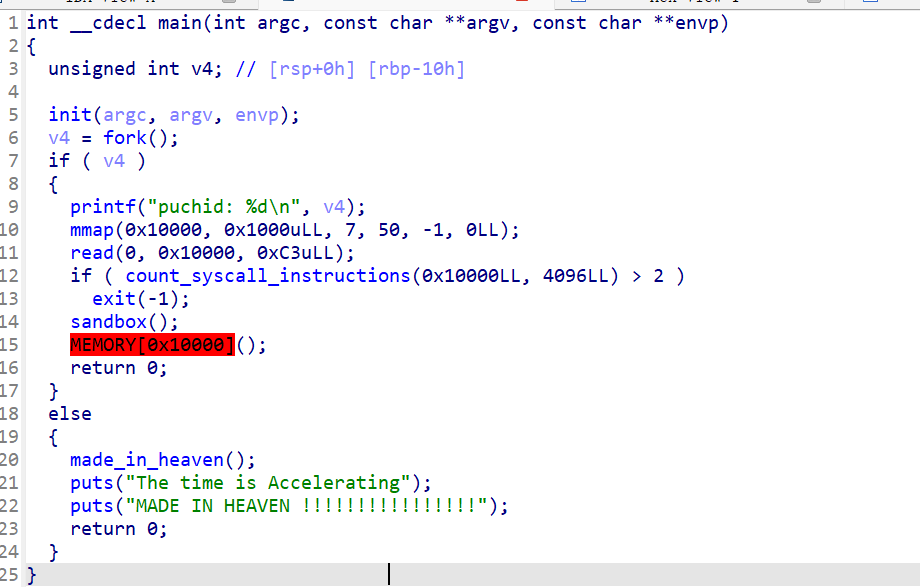 1 int __cdecl main(int argc, const char **argv, const char **envp)
2 {
3 unsigned int v4; // [rsp+0h] [rbp-10h]
4
5 init(argc, argv, envp);
6 v4 = fork();
7 if ( v4 )
8 {
9 printf("puchid: %d\n", v4);
10 mmap(0x10000, 0x1000uLL, 7, 50, -1, 0LL);
11 read(0, 0x10000, 0xC3uLL);
12 if ( count_syscall_instructions(0x10000LL, 4096LL) > 2 )
13 exit(-1);
14 sandbox();
15 MEMORY[0x10000]();
16 return 0;
17 }
18 else
19 {
20 made_in_heaven();
21 puts("The time is Accelerating");
22 puts("MADE IN HEAVEN !!!!!!!!!!!!!!!!");
23 return 0;
24 }
25 }